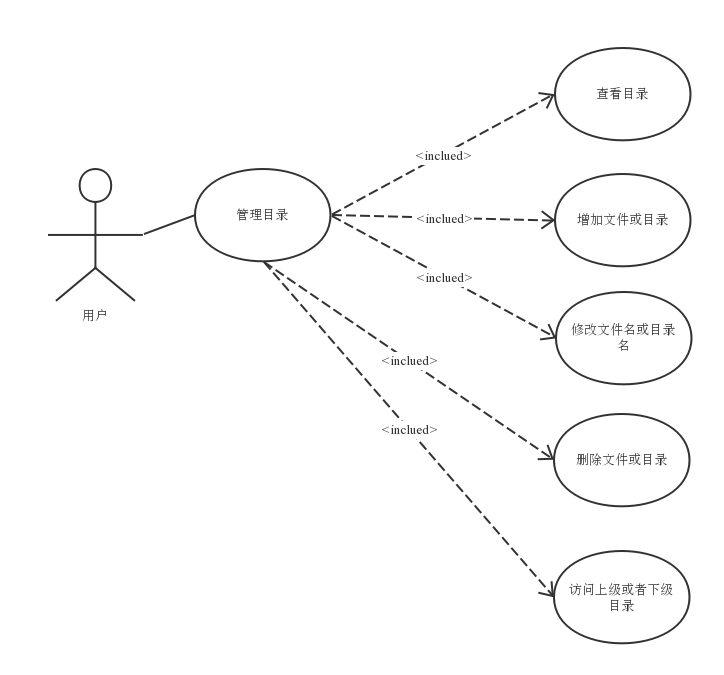 查看目录
<inclued>
管理目录
<inclued>
增加文件或目录
<inclued>
用户
修改文件名或目录
名
<inclued>
<inclued>
删除文件或目录
访问上级或者下级
目录